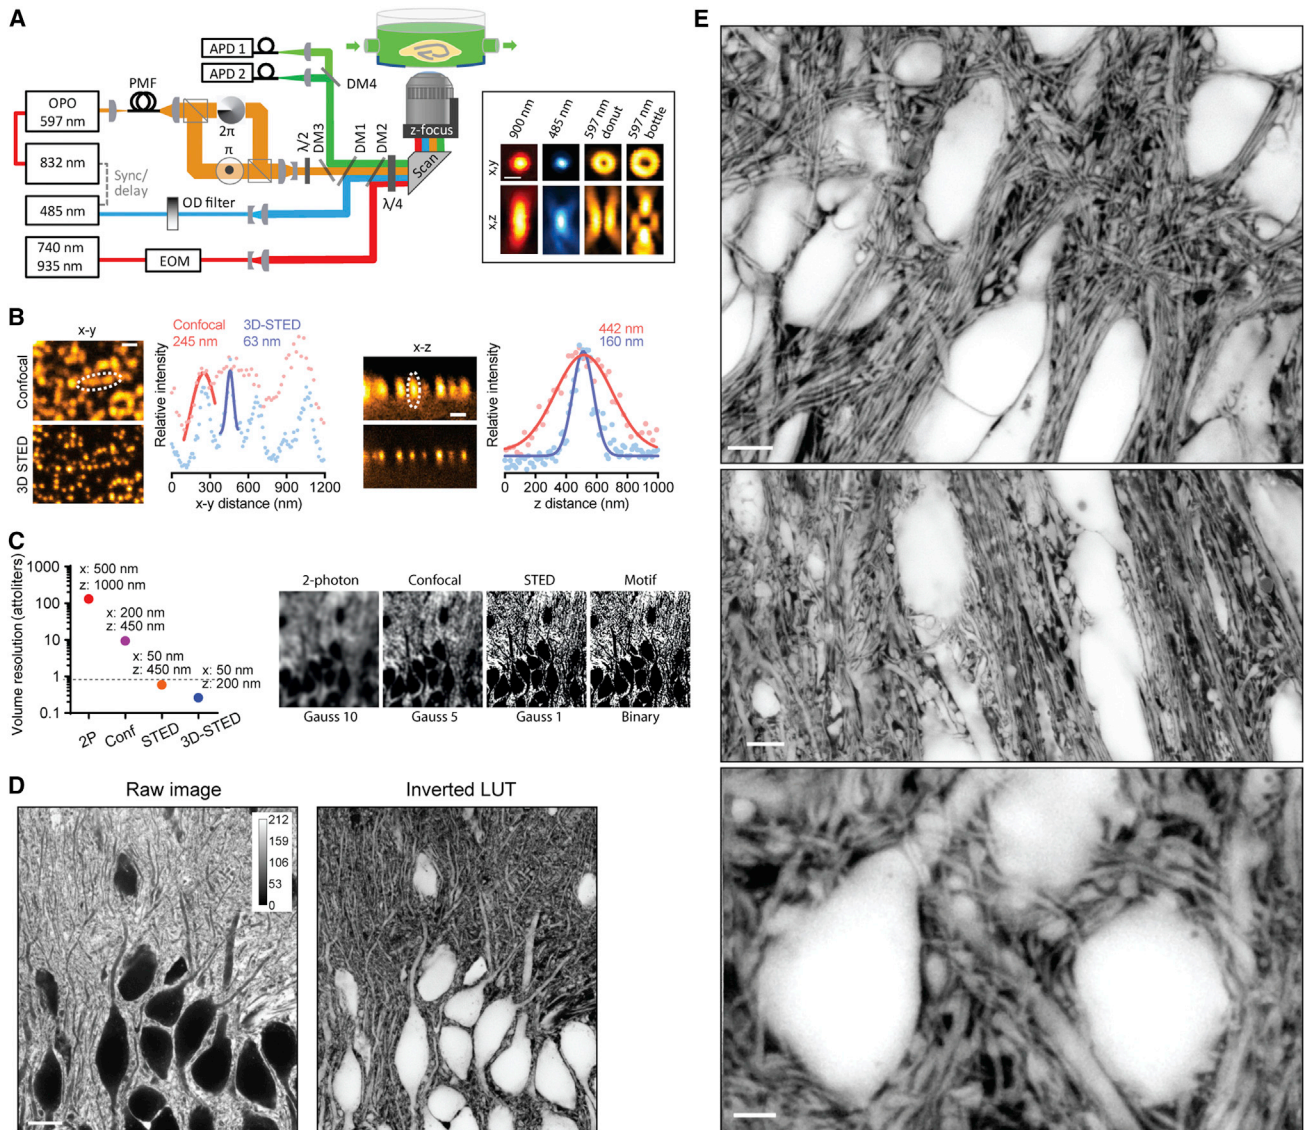 A
APD 1
APD 2
DM4
PMF
OPO
597 nm
832 nm
Sync/
delay
485 nm
740 nm
935 nm
2π
π
OD filter
EOM
λ/2
DM3
DM1
DM2
λ/4
z-focus
Scan
900 nm
485 nm
597 nm
donut
597 nm
bottle
x,y
x,z
B
x-y
Confocal
3D STED
Relative intensity
Confocal
245 nm
3D-STED
63 nm
0 300 600 900 1200
x-y distance (nm)
x-z
Relative intensity
442 nm
160 nm
0 200 400 600 800 1000
z distance (nm)
C
Volume resolution (attoliters)
1000
100
10
1
0.1
x: 500 nm
z: 1000 nm
x: 200 nm
z: 450 nm
x: 50 nm
z: 450 nm
x: 50 nm
z: 200 nm
2P Conf STED 3D-STED
2-photon Confocal STED Motif
Gauss 10 Gauss 5 Gauss 1 Binary
D
Raw image
212
159
106
53
0
Inverted LUT
E